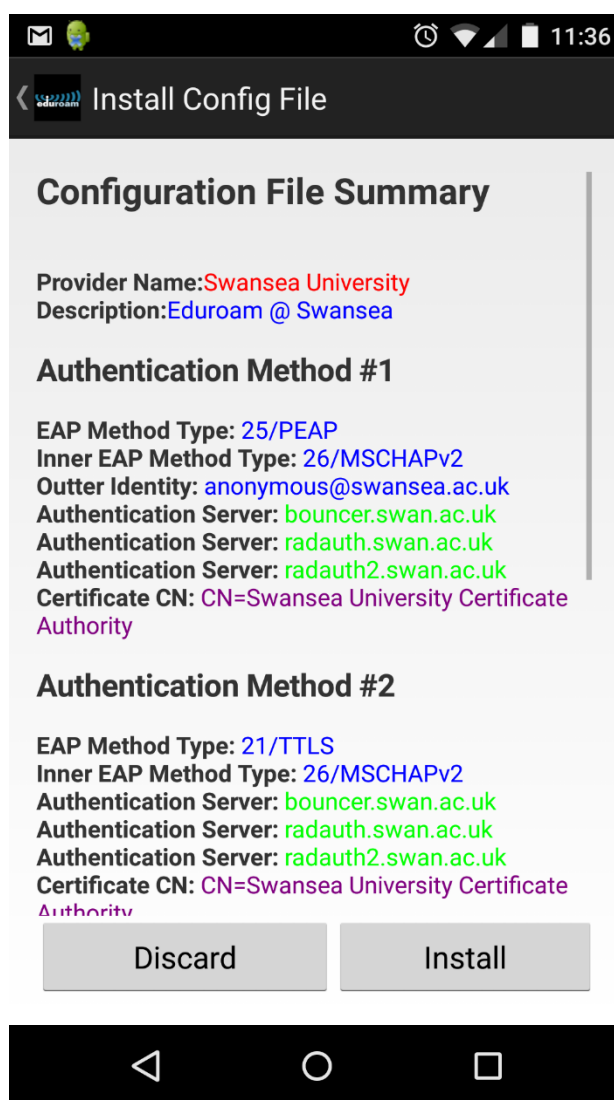 11:36
eduroam Install Config File
Configuration File Summary
Provider Name:Swansea University
Description:Eduroam @ Swansea
Authentication Method #1
EAP Method Type: 25/PEAP
Inner EAP Method Type: 26/MSCHAPv2
Outter Identity: anonymous@swansea.ac.uk
Authentication Server: bouncer.swan.ac.uk
Authentication Server: radauth.swan.ac.uk
Authentication Server: radauth2.swan.ac.uk
Certificate CN: CN=Swansea University Certificate
Authority
Authentication Method #2
EAP Method Type: 21/TTLS
Inner EAP Method Type: 26/MSCHAPv2
Authentication Server: bouncer.swan.ac.uk
Authentication Server: radauth.swan.ac.uk
Authentication Server: radauth2.swan.ac.uk
Certificate CN: CN=Swansea University Certificate
Authority
Discard Install